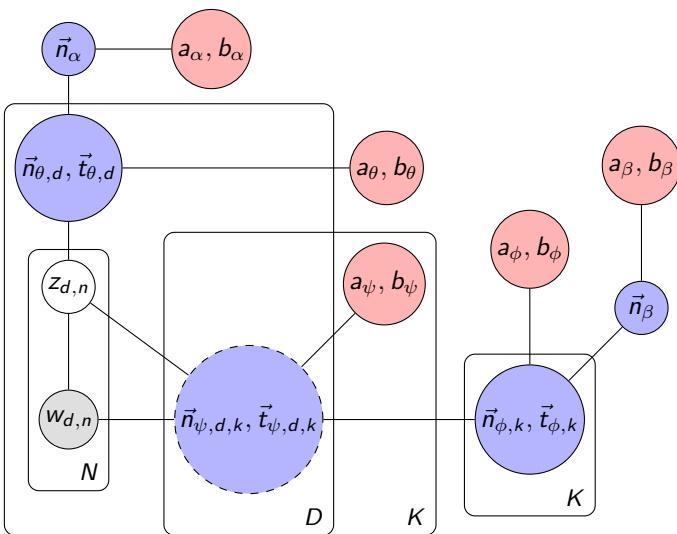 n⃗_α
a_α, b_α
n⃗_θ,d, t⃗_θ,d
a_θ, b_θ
a_β, b_β
a_ϕ, b_ϕ
z_d,n
a_ψ, b_ψ
n⃗_β
w_d,n
n⃗_ψ,d,k, t⃗_ψ,d,k
n⃗_ϕ,k, t⃗_ϕ,k
N
D
K
K